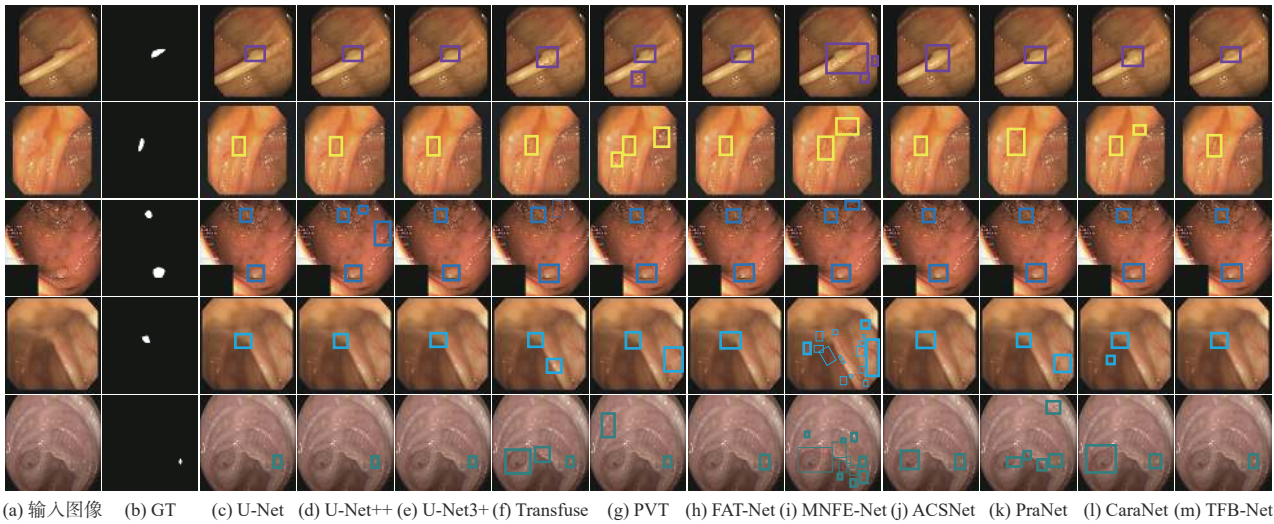 (a) 输入图像 (b) GT (c) U-Net (d) U-Net++ (e) U-Net3+ (f) Transfuse (g) PVT (h) FAT-Net (i) MNFE-Net (j) ACSNet (k) PraNet (l) CaraNet (m) TFB-Net